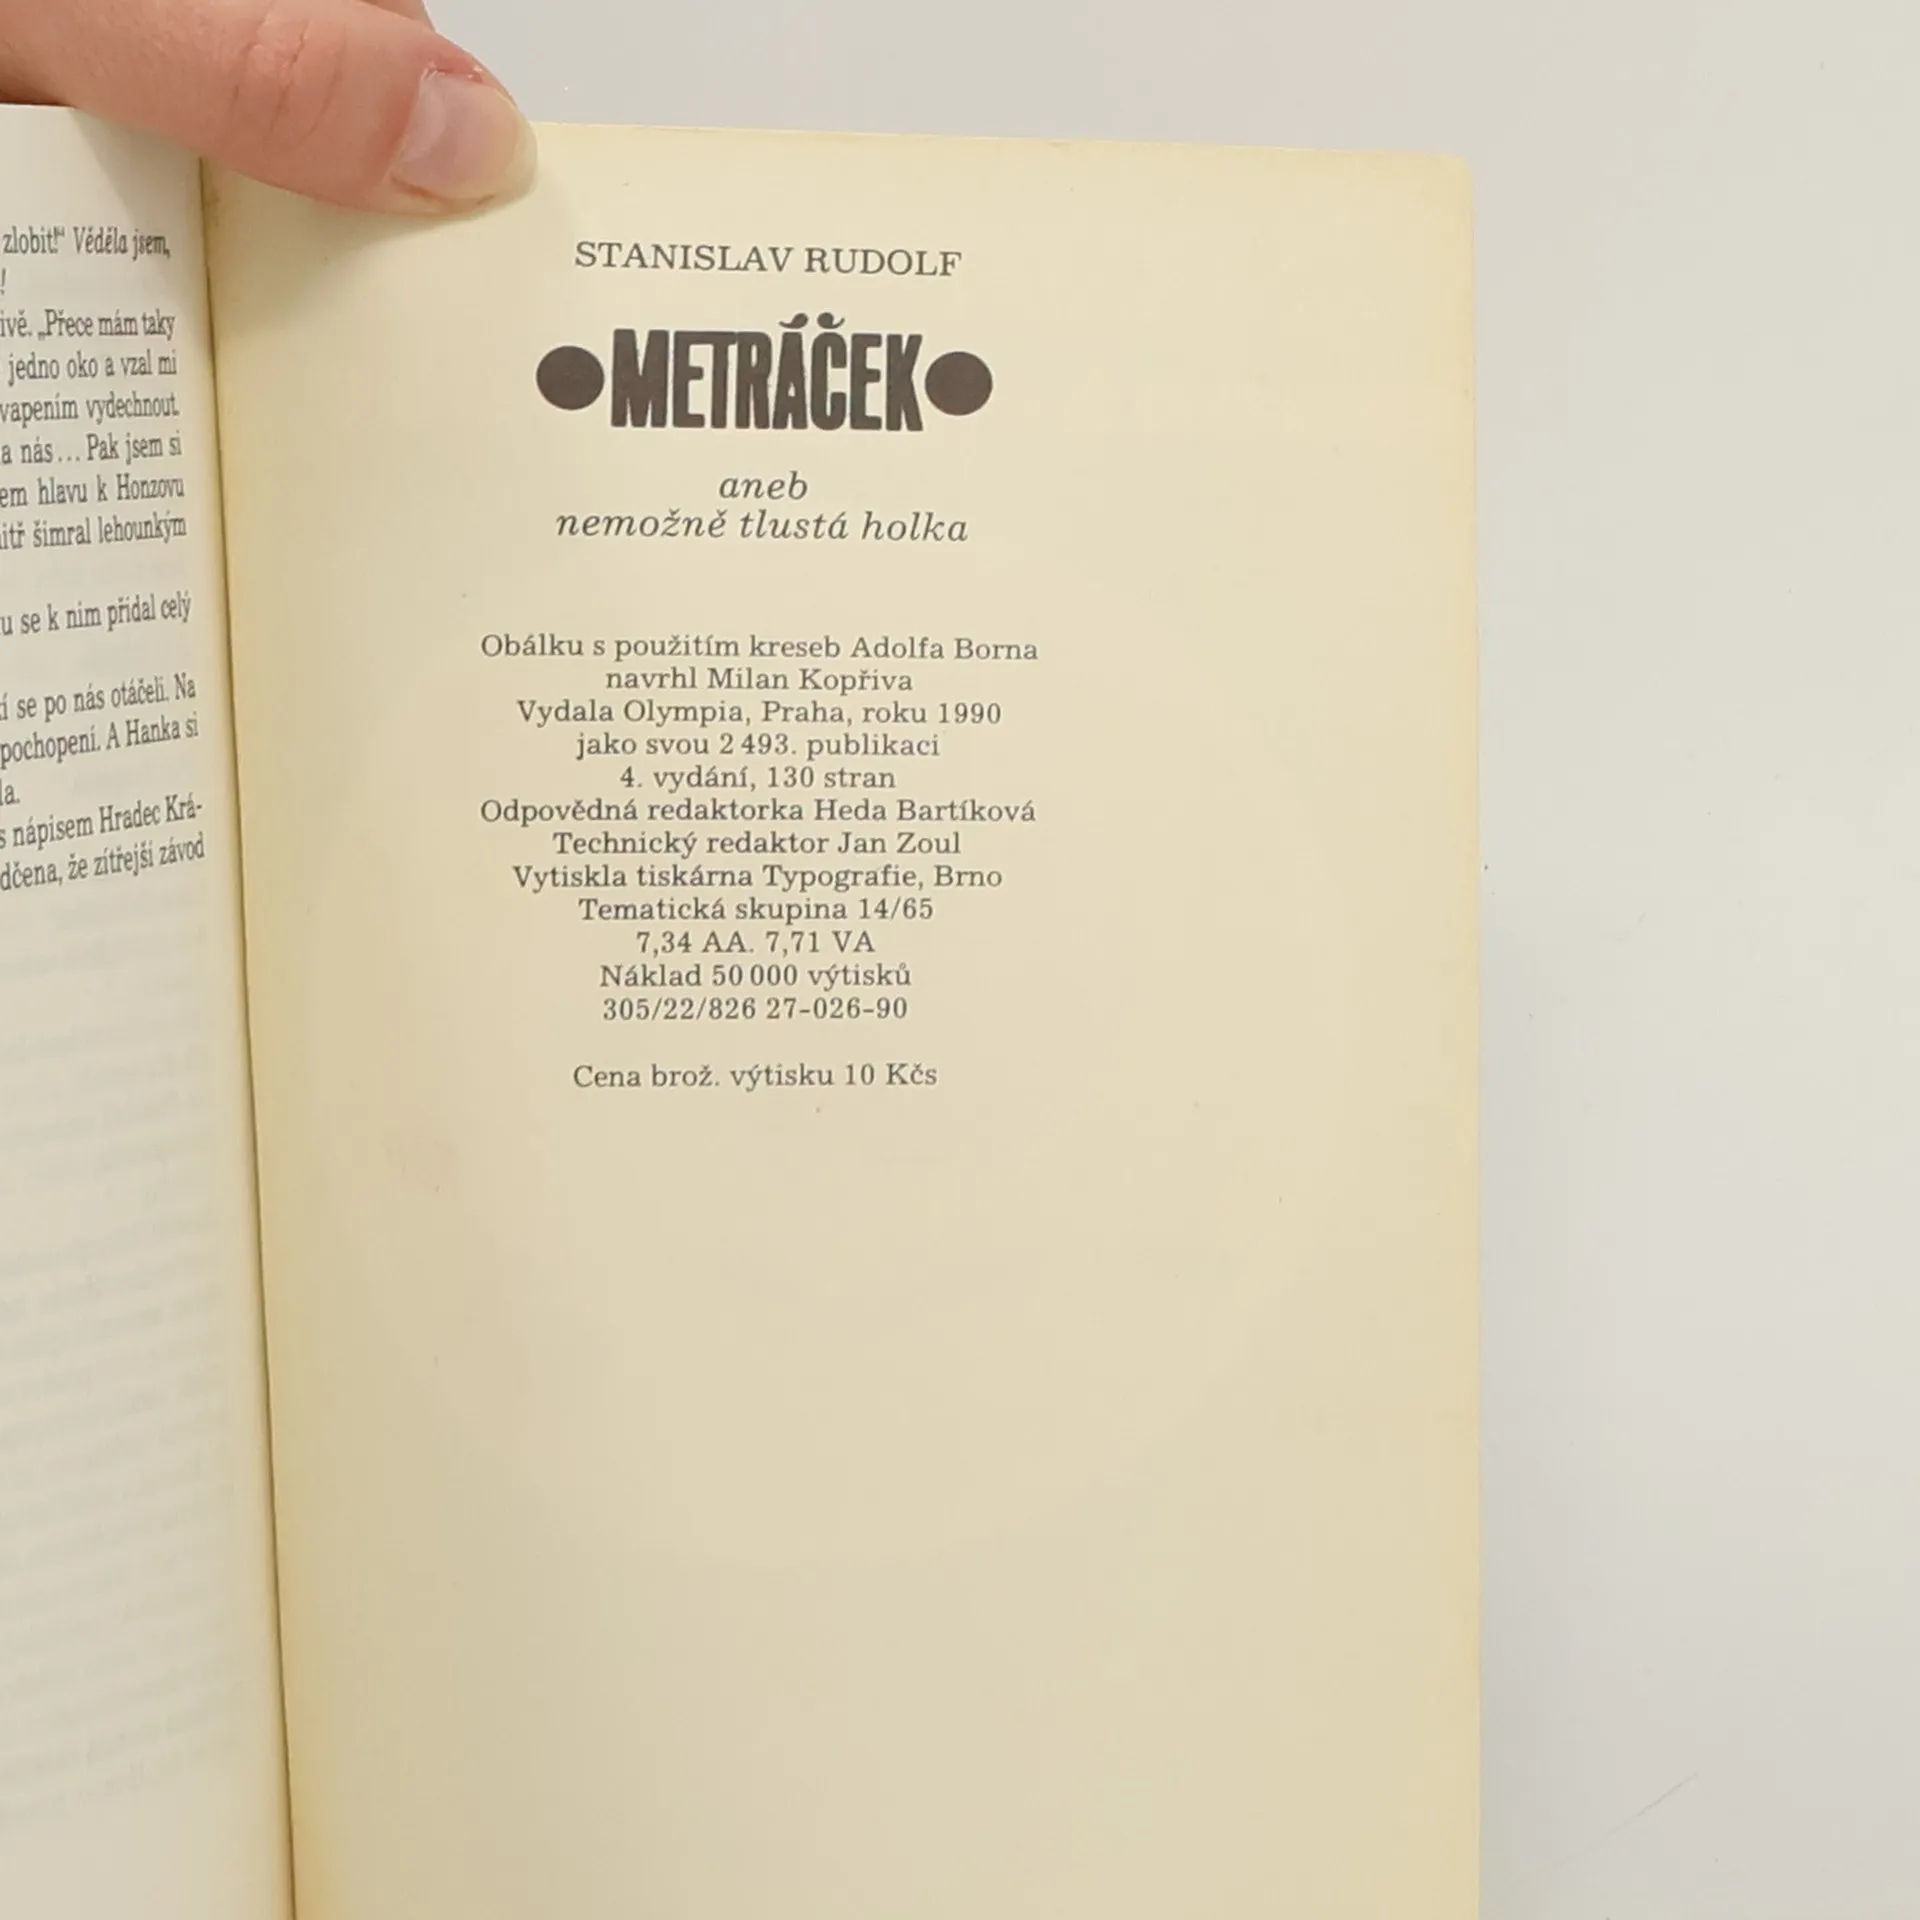 zlobit!“ Věděla jsem,
!
ivě. „Přece mám taky
jedno oko a vzal mi
vapením vydechnout.
a nás... Pak jsem si
em hlavu k Honzovu
itř šimral lehounkým
u se k nim přidal celý
í se po nás otáčeli. Na
pochopení. A Hanka si
la.
s nápisem Hradec Krá-
dčena, že zítřejší závod
STANISLAV RUDOLF
METRÁČEK
aneb
nemožně tlustá holka
Obálku s použitím kreseb Adolfa Borna
navrhl Milan Kopřiva
Vydala Olympia, Praha, roku 1990
jako svou 2 493. publikaci
4. vydání, 130 stran
Odpovědná redaktorka Heda Bartíková
Technický redaktor Jan Zoul
Vytiskla tiskárna Typografie, Brno
Tematická skupina 14/65
7,34 AA. 7,71 VA
Náklad 50 000 výtisků
305/22/826 27-026-90
Cena brož. výtisku 10 Kčs